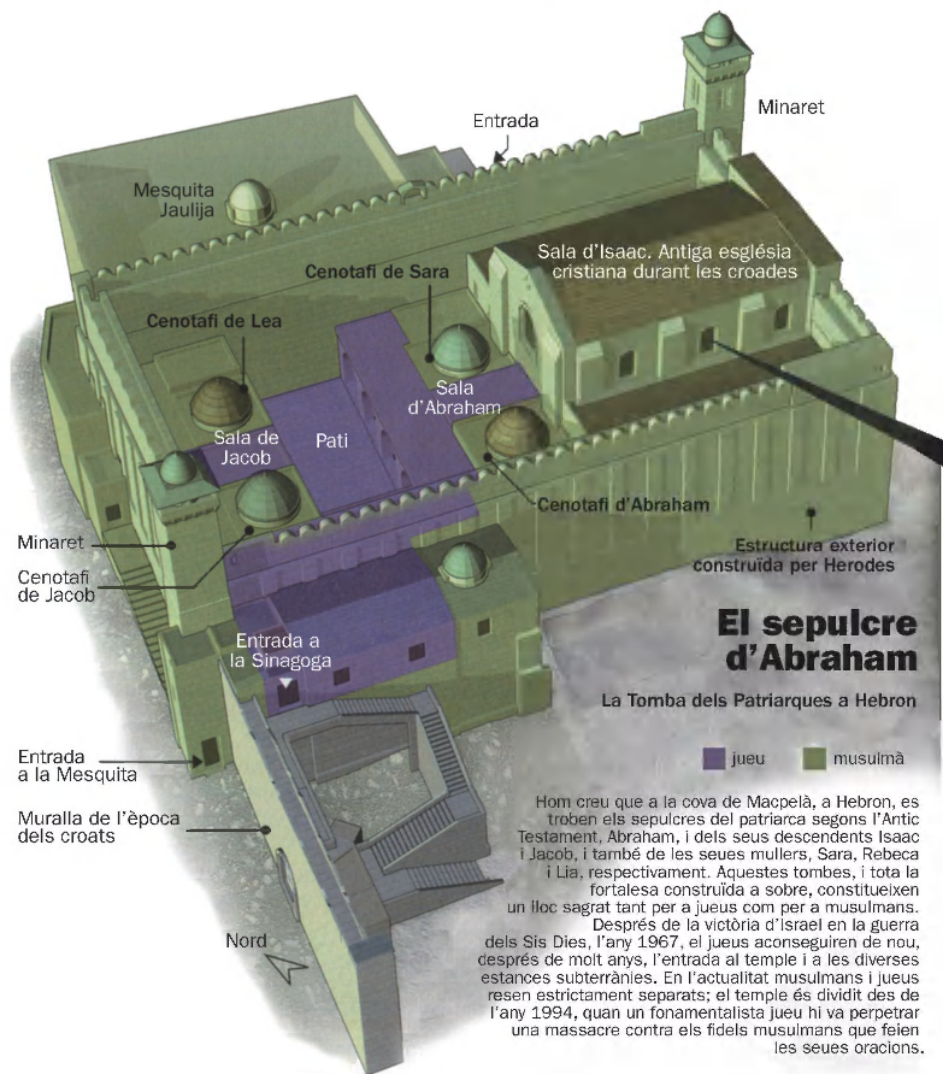 Minaret
Entrada
Mesquita
Jaulija
Sala d'Isaac. Antiga església
cristiana durant les croades
Cenotafi de Sara
Cenotafi de Lea
Sala
d'Abraham
Sala de
Jacob
Pati
Cenotafi d'Abraham
Minaret
Cenotafi
de Jacob
Estructura exterior
construïda per Herodes
Entrada a
la Sinagoga
El sepulcre
d'Abraham
La Tomba dels Patriarques a Hebron
jueu
musulmà
Entrada
a la Mesquita
Muralla de l'època
dels croats
Nord
Hom creu que a la cova de Macpelà, a Hebron, es
troben els sepulcres del patriarca segons l'Antic
Testament, Abraham, i dels seus descendents Isaac
i Jacob, i també de les seues mullers, Sara, Rebeca
i Lia, respectivament. Aquestes tombes, i tota la
fortalesa construïda a sobre, constitueixen
un lloc sagrat tant per a jueus com per a musulmans.
Després de la victòria d'Israel en la guerra
dels Sis Dies, l'any 1967, el jueus aconseguiren de nou,
després de molt anys, l'entrada al temple i a les diverses
estances subterrànies. En l'actualitat musulmans i jueus
resen estrictament separats; el temple és dividit des de
l'any 1994, quan un fonamentalista jueu hi va perpetrar
una massacre contra els fidels musulmans que feien
les seues oracions.